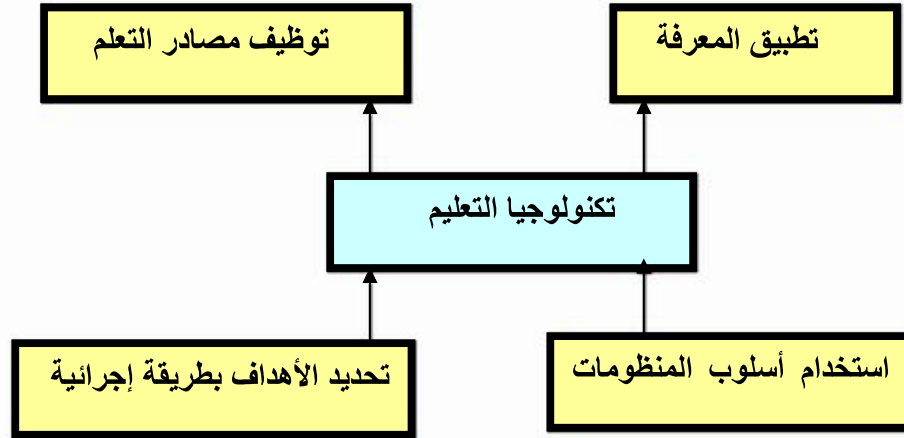 تطبيق المعرفة
توظيف مصادر التعلم
تكنولوجيا التعليم
استخدام أسلوب المنظومات
تحديد الأهداف بطريقة إجرائية